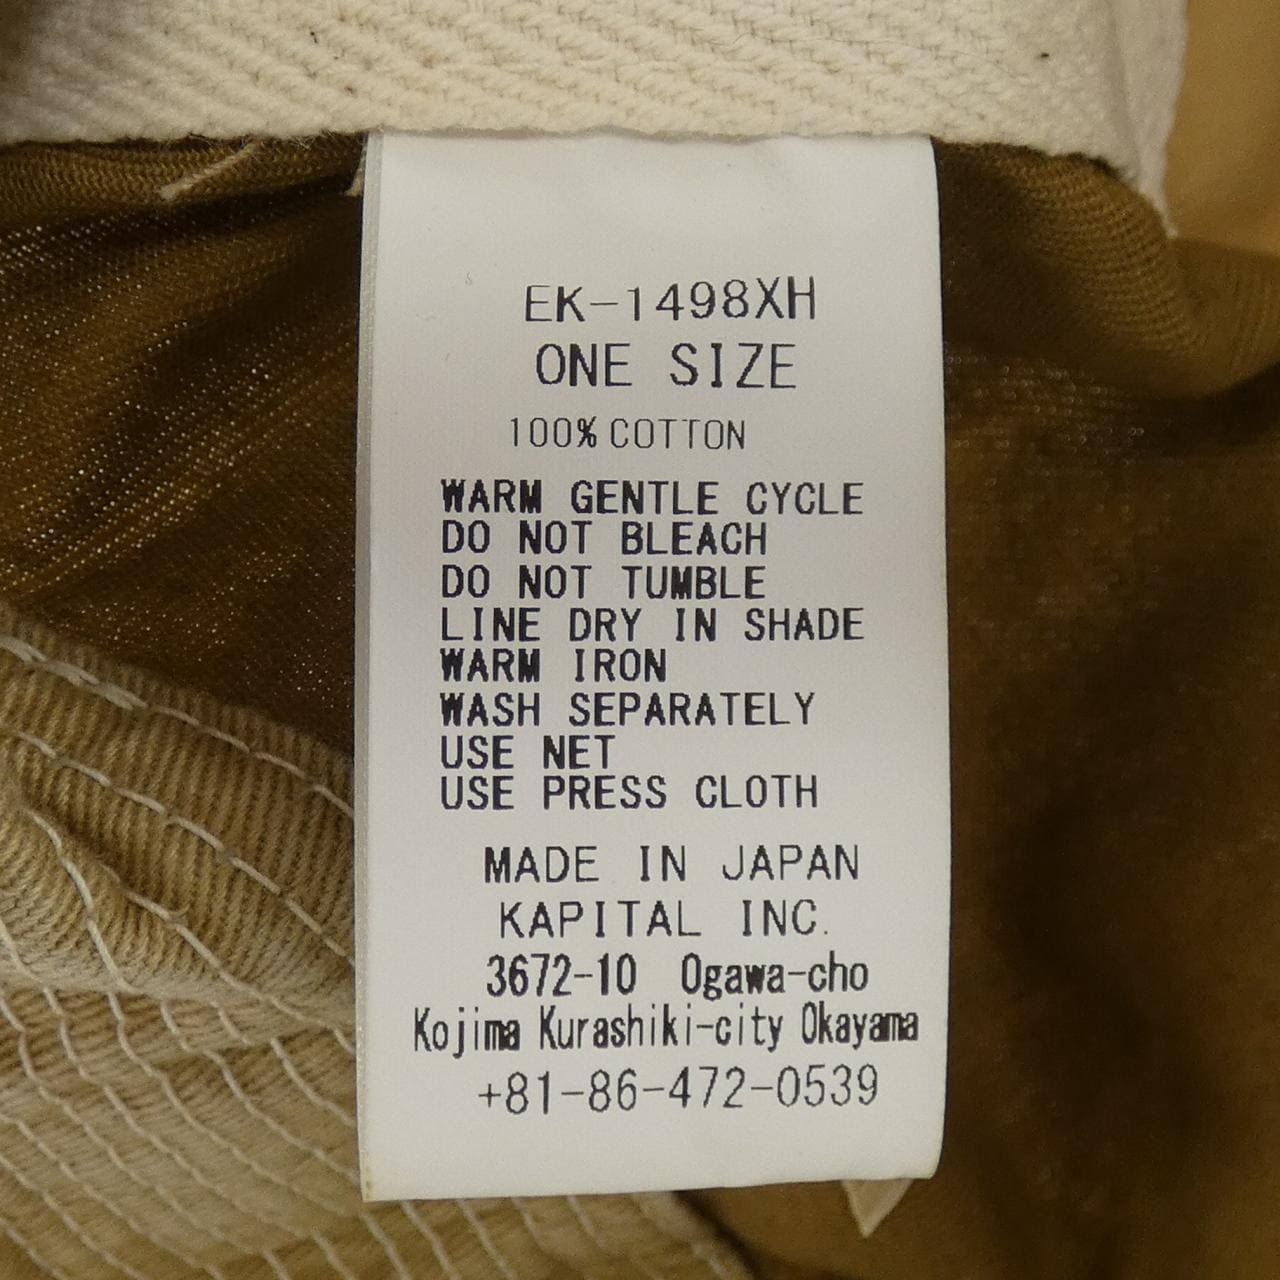 EK-1498XH
ONE SIZE
100% COTTON
WARM GENTLE CYCLE
DO NOT BLEACH
DO NOT TUMBLE
LINE DRY IN SHADE
WARM IRON
WASH SEPARATELY
USE NET
USE PRESS CLOTH
MADE IN JAPAN
KAPITAL INC.
3672-10 Ogawa-cho
Kojima Kurashiki-city Okayama
+81-86-472-0539